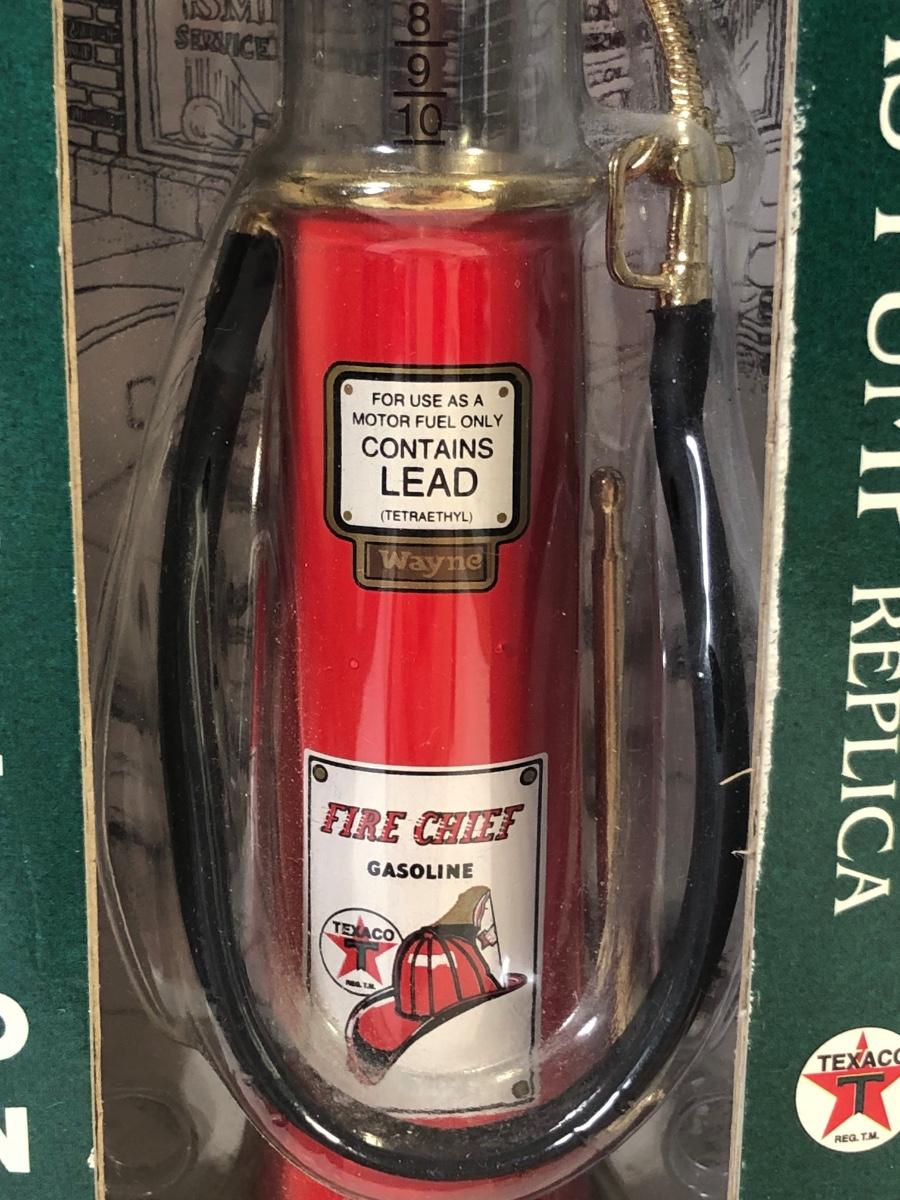 SERVICE
8
9
10
FOR USE AS A
MOTOR FUEL ONLY
CONTAINS
LEAD
(TETRAETHYL)
Wayne
FIRE CHIEF
GASOLINE
TEXACO
T
REG. T.M.
REPLICA
TEXACO
T
REG. T.M.